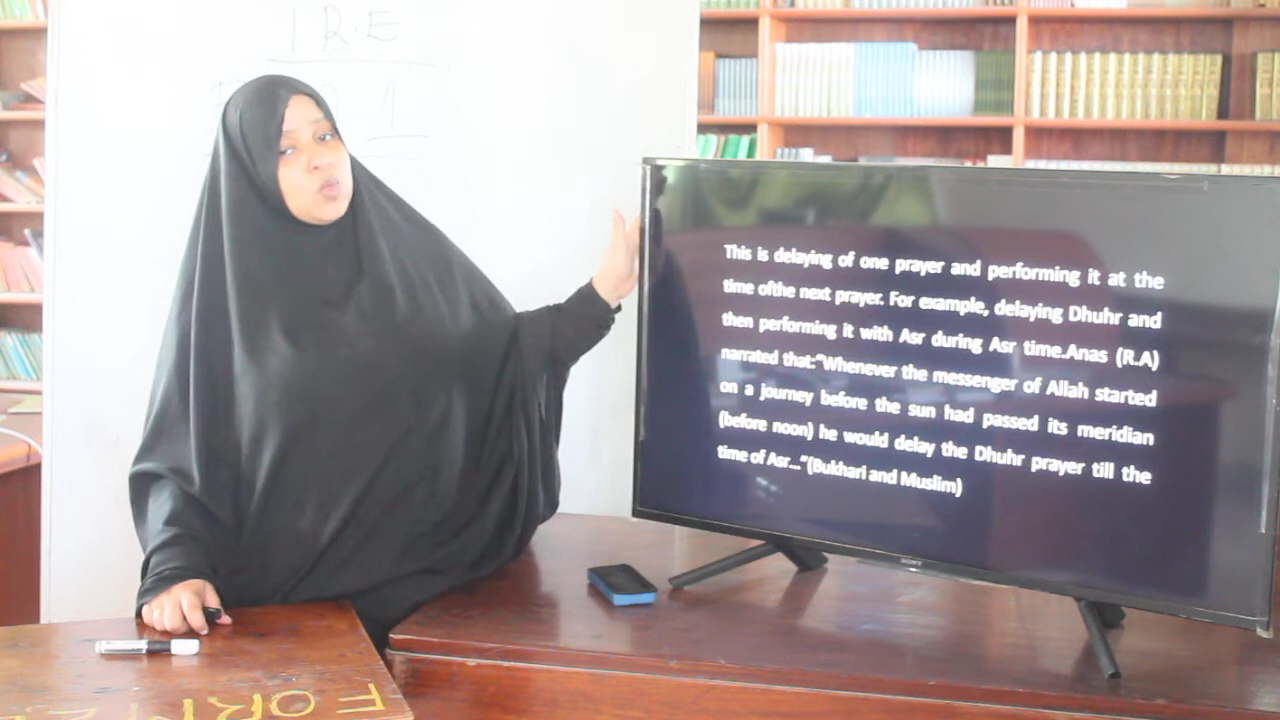 I R.E
1
This is delaying of one prayer and performing it at the
time ofthe next prayer. For example, delaying Dhuhr and
then performing it with Asr during Asr time.Anas (R.A)
narrated that:“Whenever the messenger of Allah started
on a journey before the sun had passed its meridian
(before noon) he would delay the Dhuhr prayer till the
time of Asr...”(Bukhari and Muslim)
SONY
FORM 2